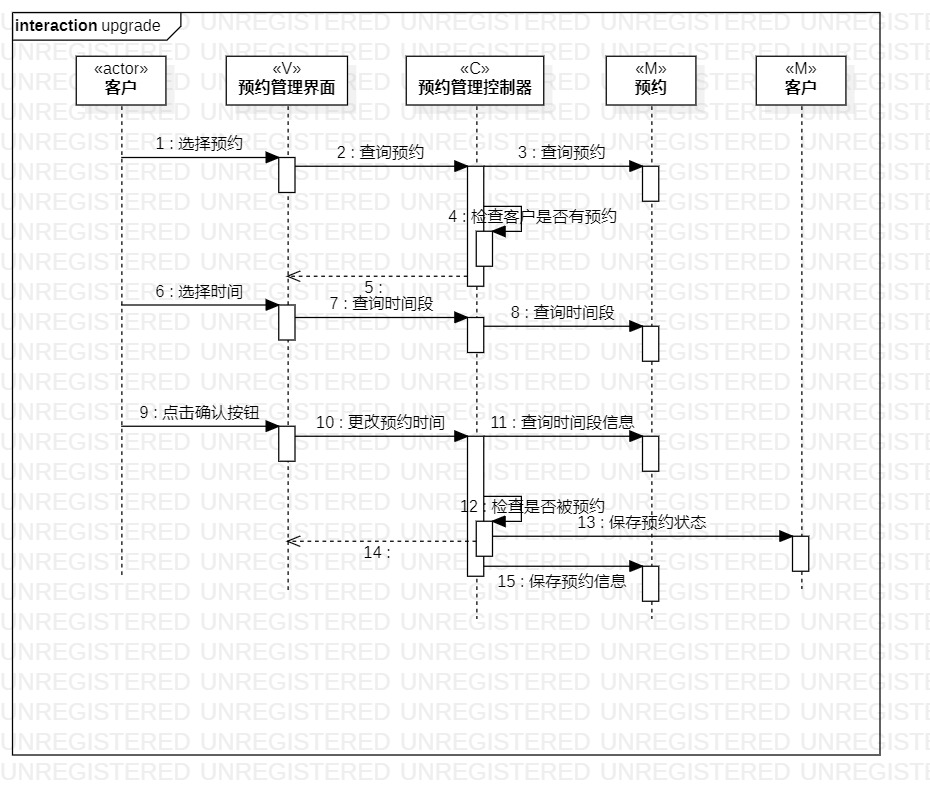 interaction upgrade
«actor»
客户
«V»
预约管理界面
«C»
预约管理控制器
«M»
预约
«M»
客户
1 : 选择预约
2 : 查询预约
3 : 查询预约
4 : 检查客户是否有预约
5 :
6 : 选择时间
7 : 查询时间段
8 : 查询时间段
9 : 点击确认按钮
10 : 更改预约时间
11 : 查询时间段信息
12 : 检查是否被预约
13 : 保存预约状态
14 :
15 : 保存预约信息
UNREGISTERED